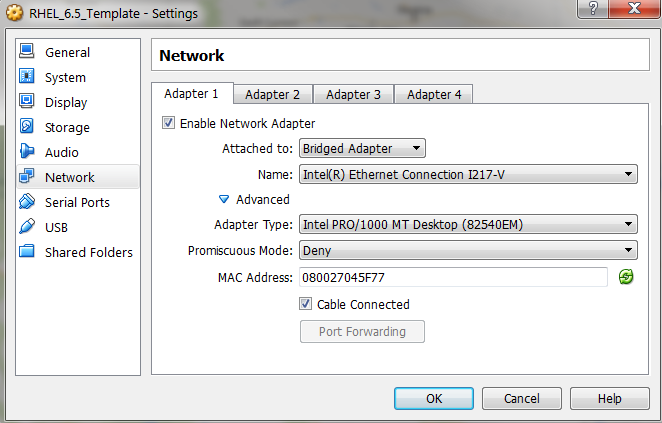 RHEL_6.5_Template - Settings
General
System
Display
Storage
Audio
Network
Serial Ports
USB
Shared Folders
Network
Adapter 1 Adapter 2 Adapter 3 Adapter 4
Enable Network Adapter
Attached to: Bridged Adapter
Name: Intel(R) Ethernet Connection I217-V
Advanced
Adapter Type: Intel PRO/1000 MT Desktop (82540EM)
Promiscuous Mode: Deny
MAC Address: 080027045F77
Cable Connected
Port Forwarding
OK Cancel Help